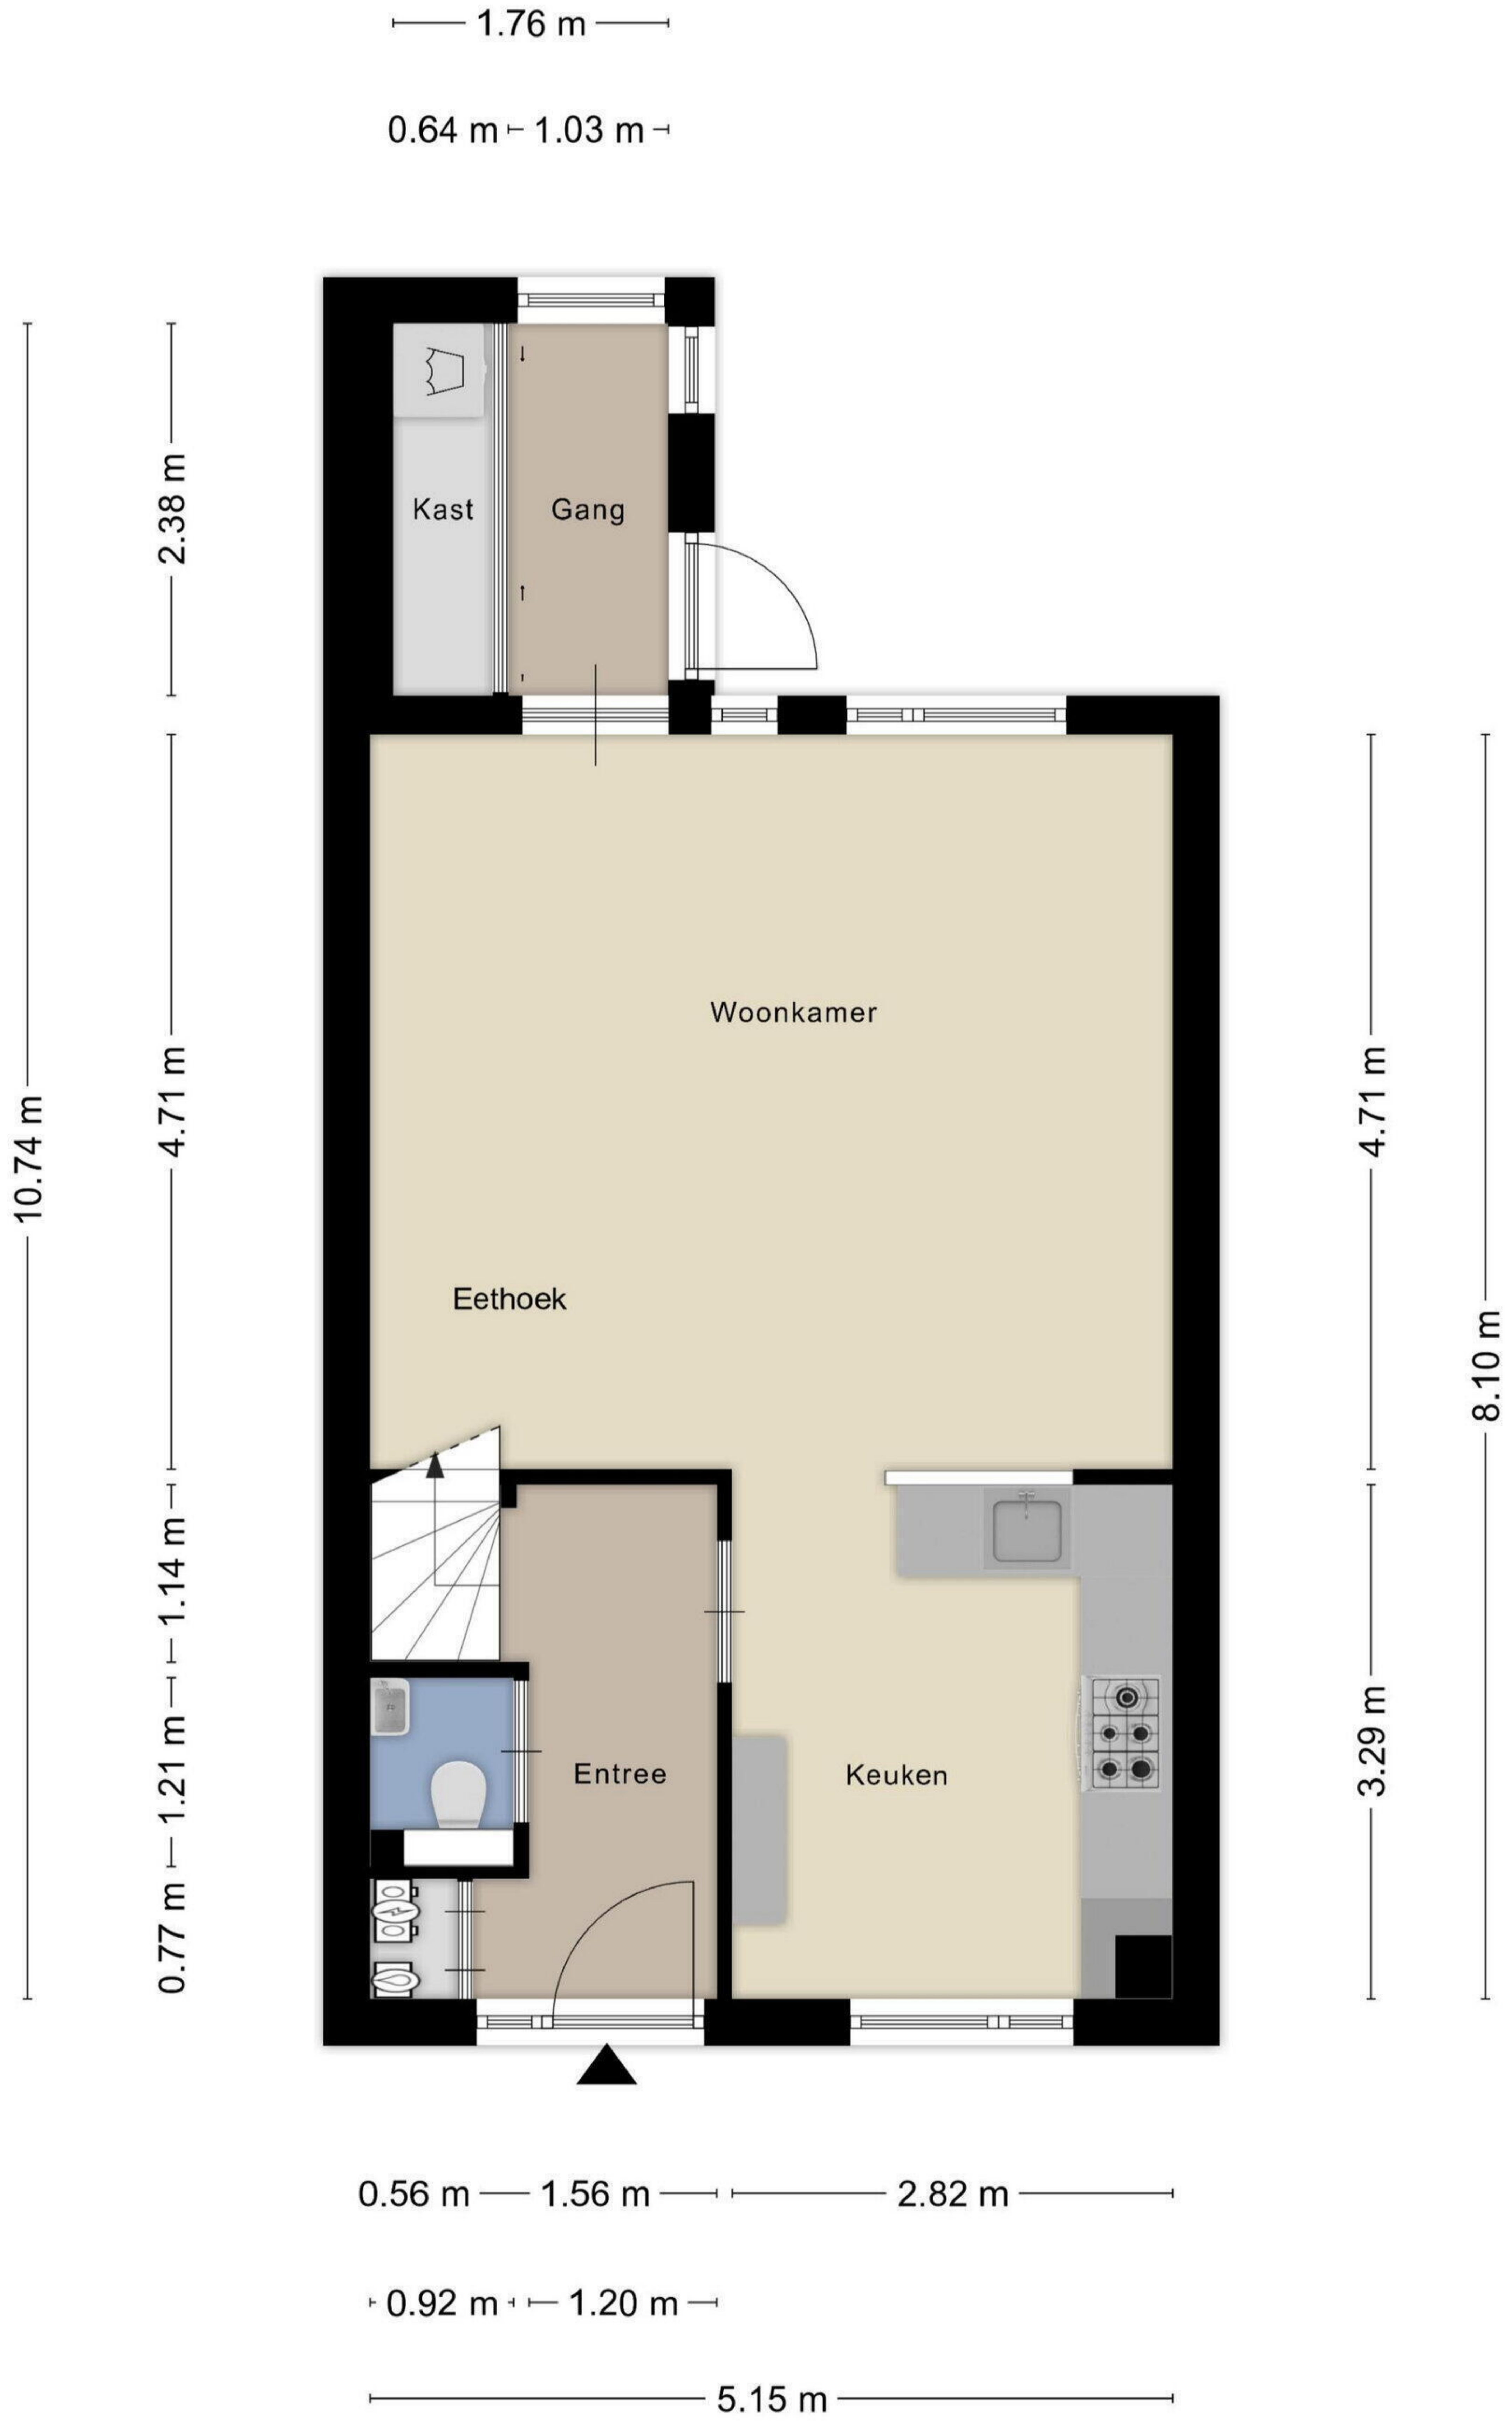 1.76 m
0.64 m 1.03 m
2.38 m
Kast
Gang
10.74 m
4.71 m
Woonkamer
4.71 m
Eethoek
8.10 m
1.14 m
1.21 m
Entree
Keuken
3.29 m
0.77 m
0.56 m 1.56 m 2.82 m
0.92 m 1.20 m
5.15 m